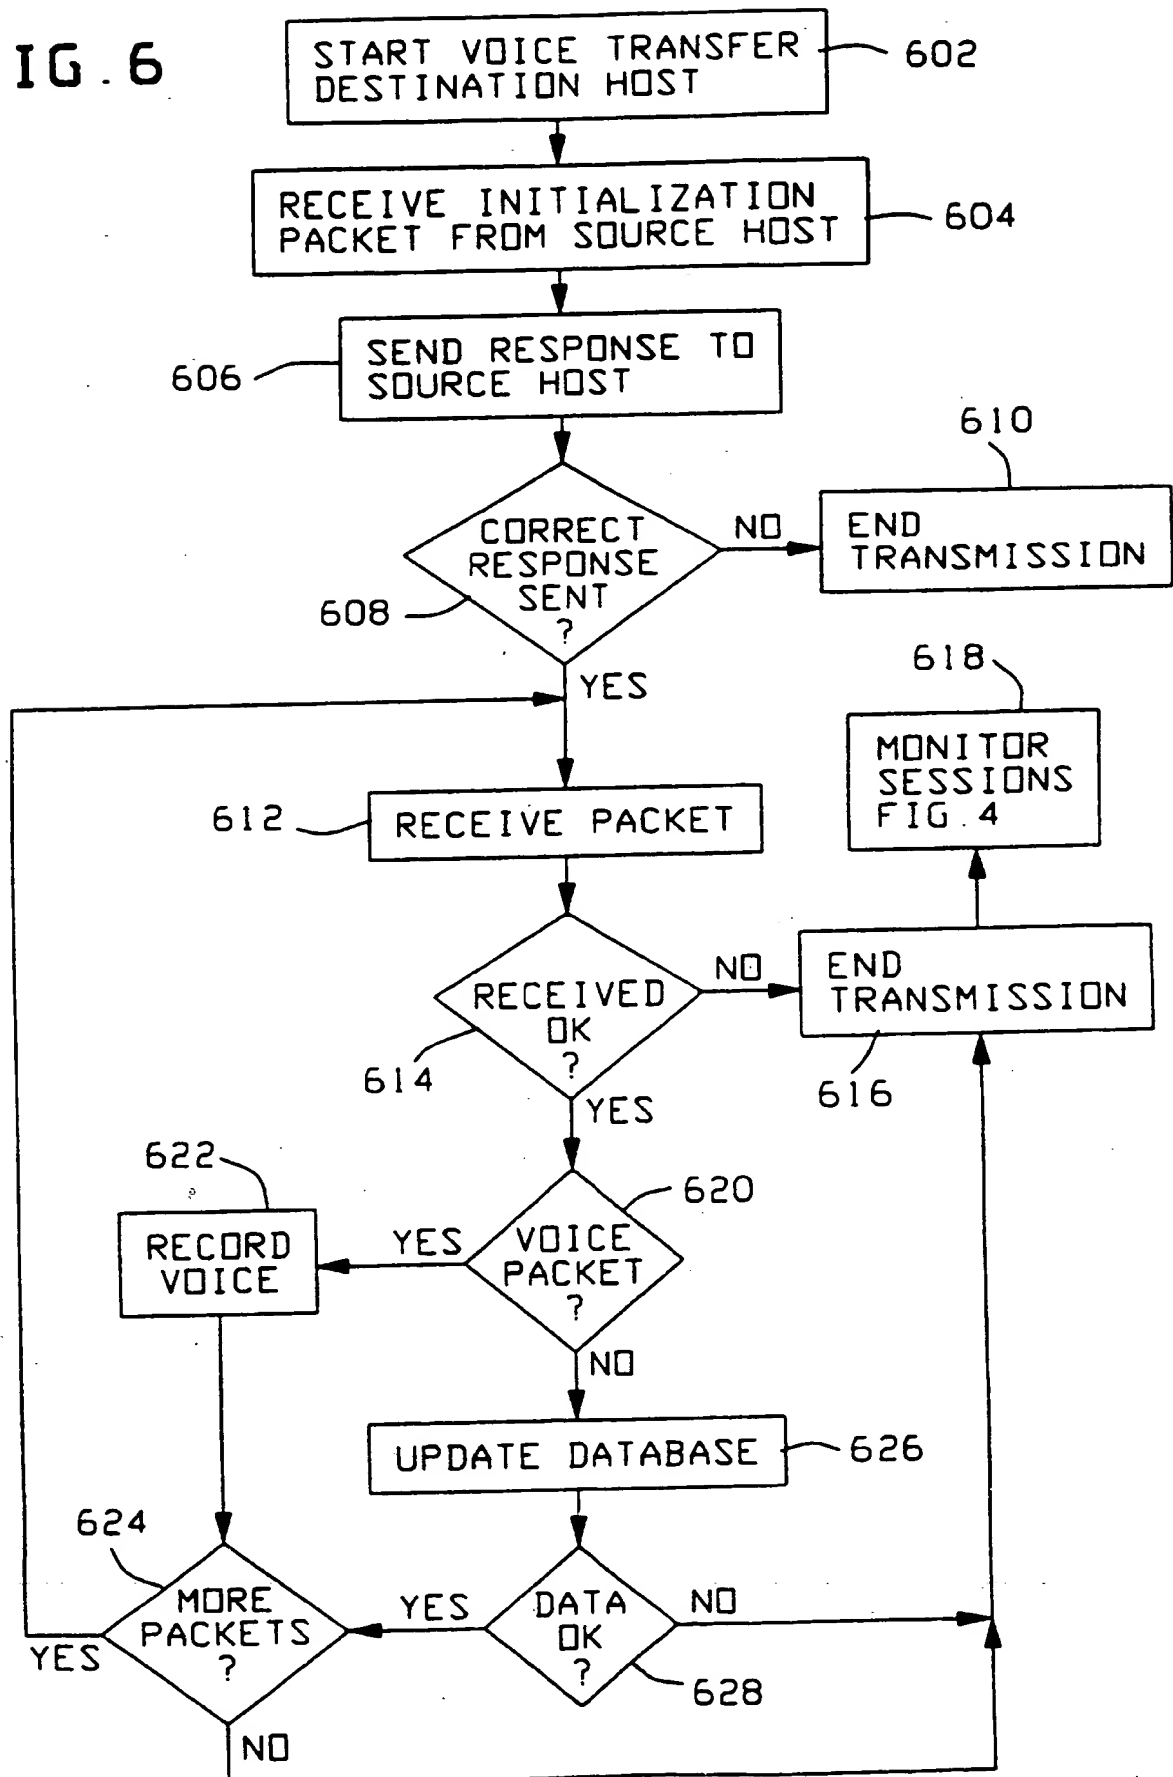 IG.6
START VOICE TRANSFER
DESTINATION HOST
602
RECEIVE INITIALIZATION
PACKET FROM SOURCE HOST
604
SEND RESPONSE TO
SOURCE HOST
606
CORRECT
RESPONSE
SENT
?
608
NO
610
END
TRANSMISSION
YES
618
MONITOR
SESSIONS
FIG.4
612
RECEIVE PACKET
RECEIVED
OK
?
614
NO
END
TRANSMISSION
616
YES
622
RECORD
VOICE
YES
VOICE
PACKET
?
620
NO
UPDATE DATABASE
626
624
MORE
PACKETS
?
YES
YES
DATA
OK
?
NO
628
NO